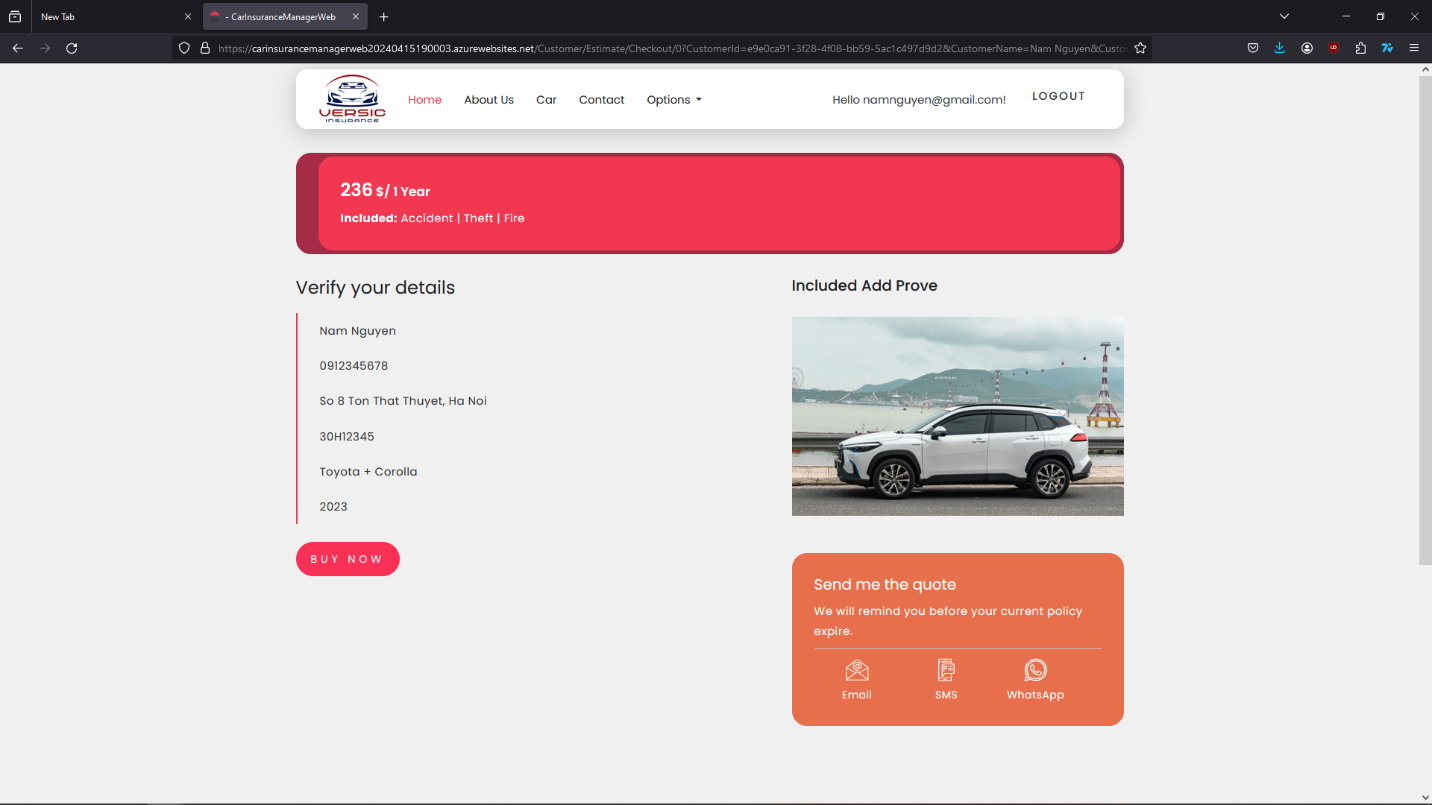 New Tab
- CarInsuranceManagerWeb
https://carinsurancemanagerweb20240415190003.azurewebsites.net/Customer/Estimate/Checkout/0?CustomerId=e9e0ca91-3f28-4f08-bb59-5ac1c497d9d2&CustomerName=Nam Nguyen&Custo
VERSIC
INSURANCE
Home
About Us
Car
Contact
Options
Hello namnguyen@gmail.com!
LOGOUT
236 $/ 1 Year
Included: Accident | Theft | Fire
Verify your details
Nam Nguyen
0912345678
So 8 Ton That Thuyet, Ha Noi
30H12345
Toyota + Corolla
2023
BUY NOW
Included Add Prove
Send me the quote
We will remind you before your current policy
expire.
Email
SMS
WhatsApp